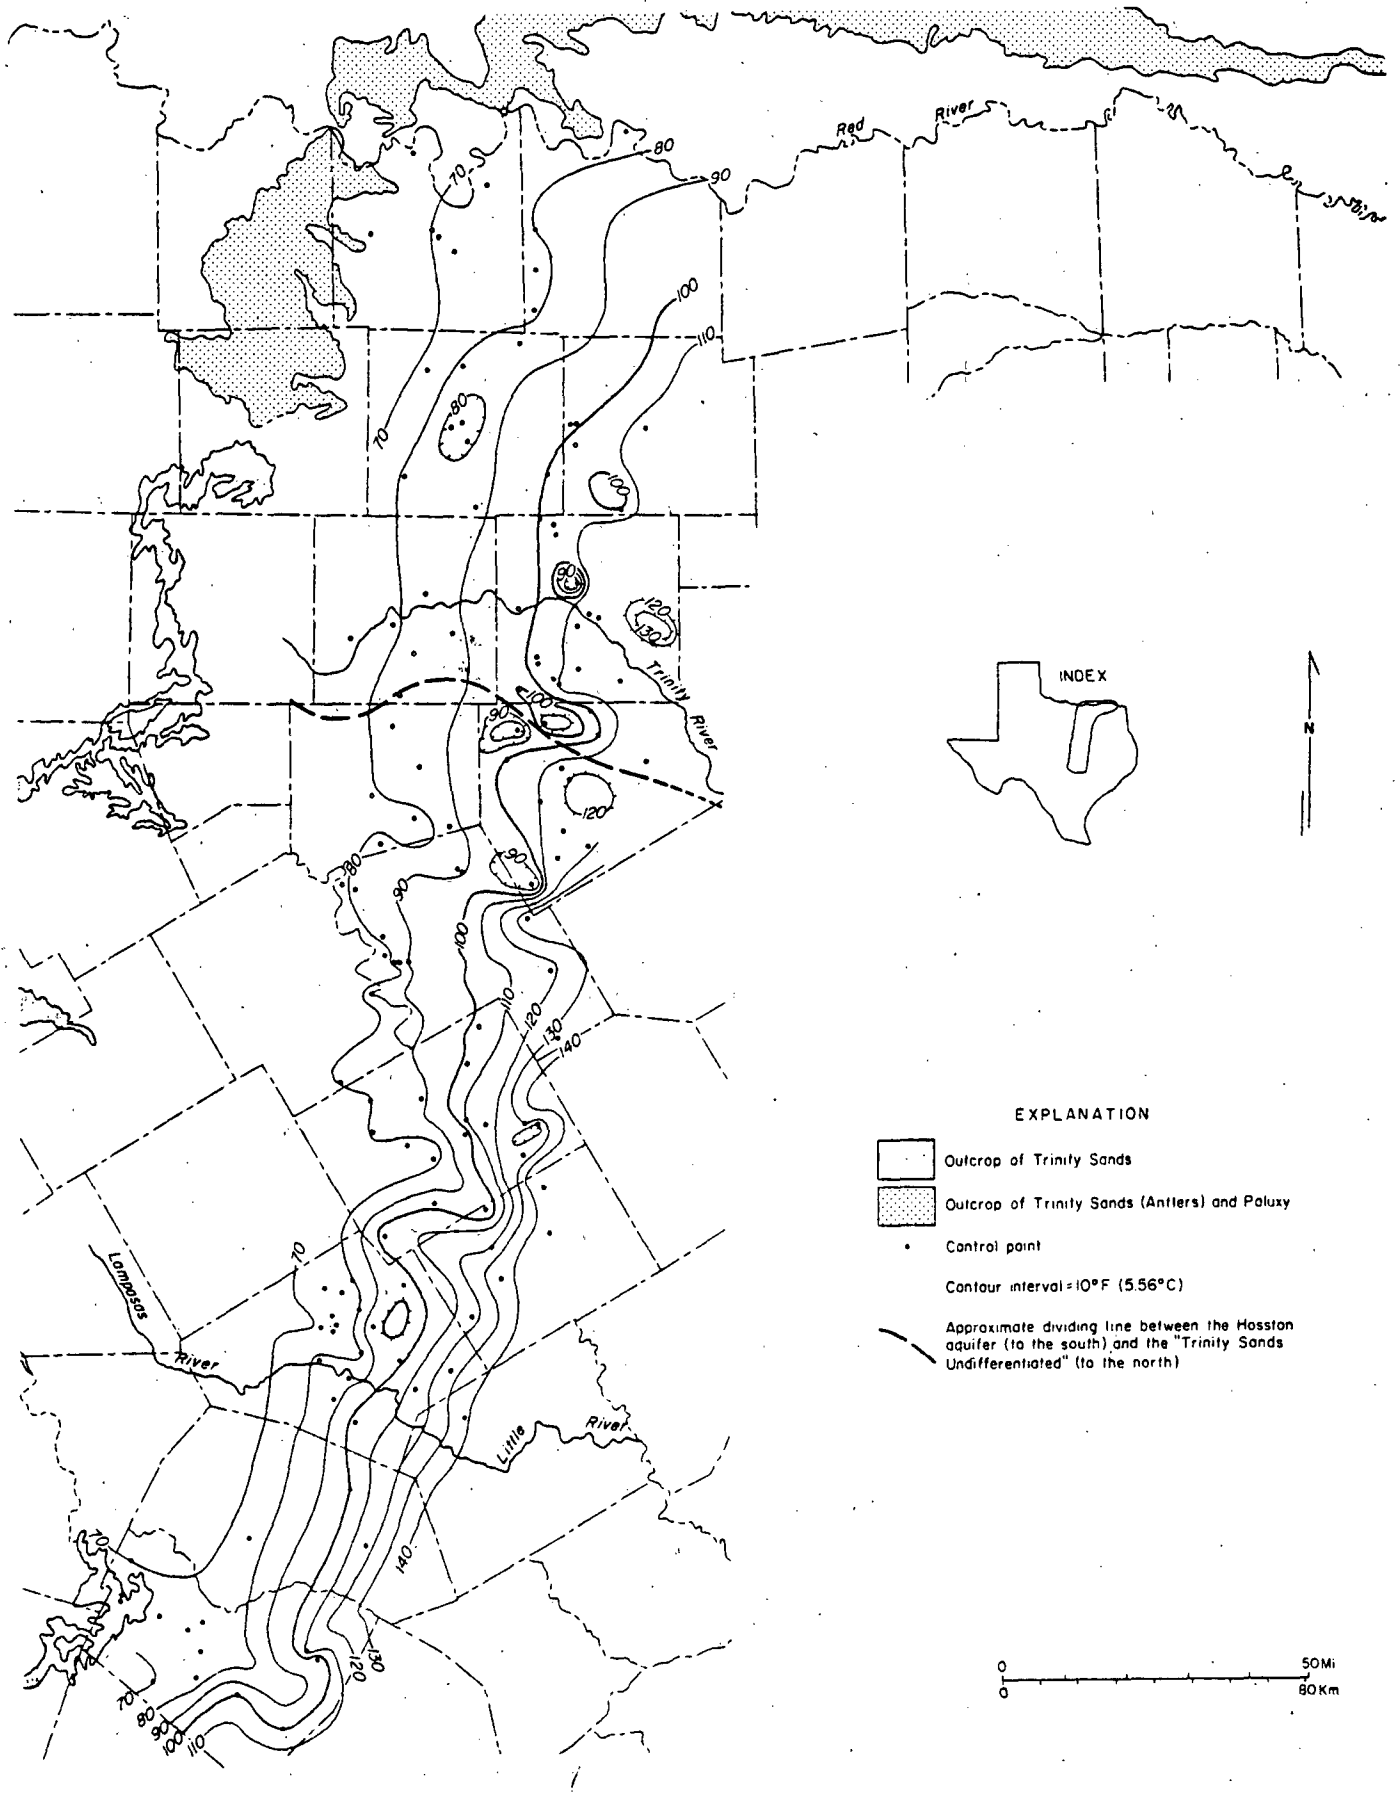 80
90
Red
River
70
100
110
80
70
100
90
120
130
Trinity
River
INDEX
N
100
90
120
90
80
90
100
110
120
130
140
EXPLANATION
Outcrop of Trinity Sands
Outcrop of Trinity Sands (Antlers) and Paluxy
Control point
Contour interval = 10°F (5.56°C)
Approximate dividing line between the Hosston
aquifer (to the south) and the "Trinity Sands
Undifferentiated" (to the north)
70
Lampasas
River
Little
River
70
140
130
120
70
80
90
100
110
0 50 Mi
0 80 Km